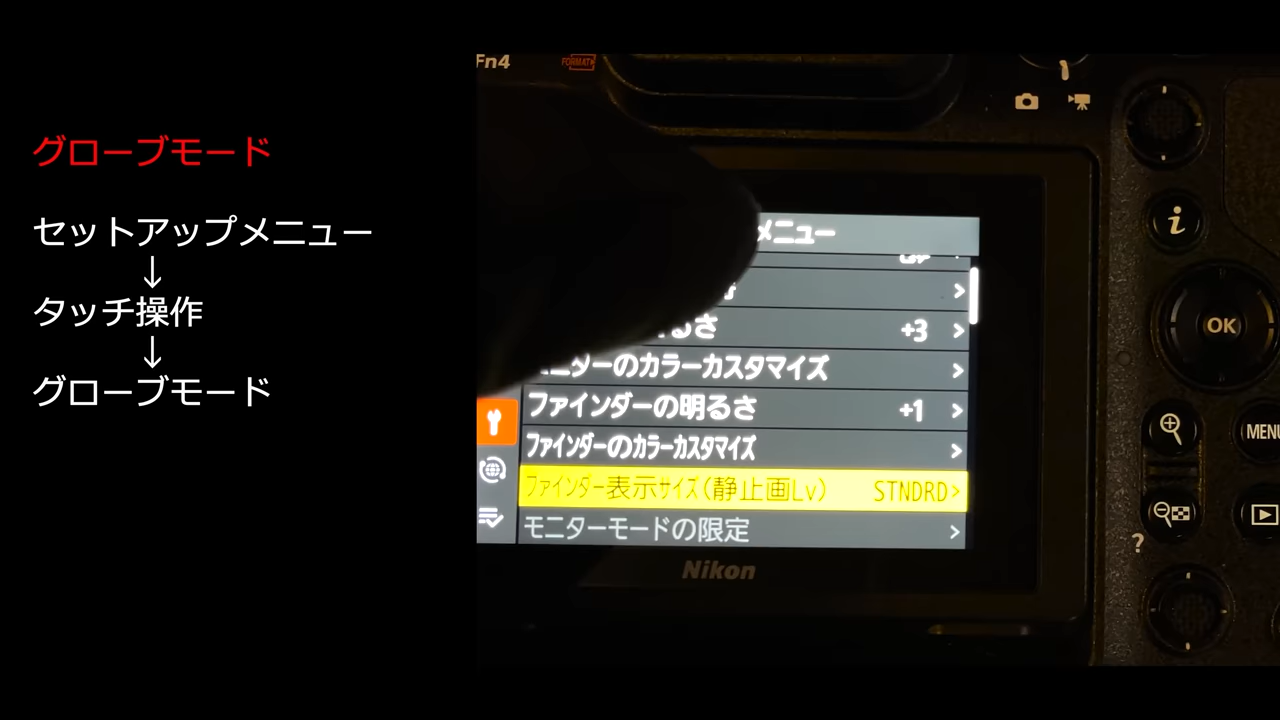 グローブモード
セットアップメニュー
↓
タッチ操作
↓
グローブモード
Fn4
FORMAT
メニュー
るさ
+3
ニターのカラーカスタマイズ
ファインダーの明るさ
+1
ファインダーのカラーカスタマイズ
ファインダー表示サイズ(静止画Lv)
STNDRD
モニターモードの限定
Nikon
i
OK
MENU
?